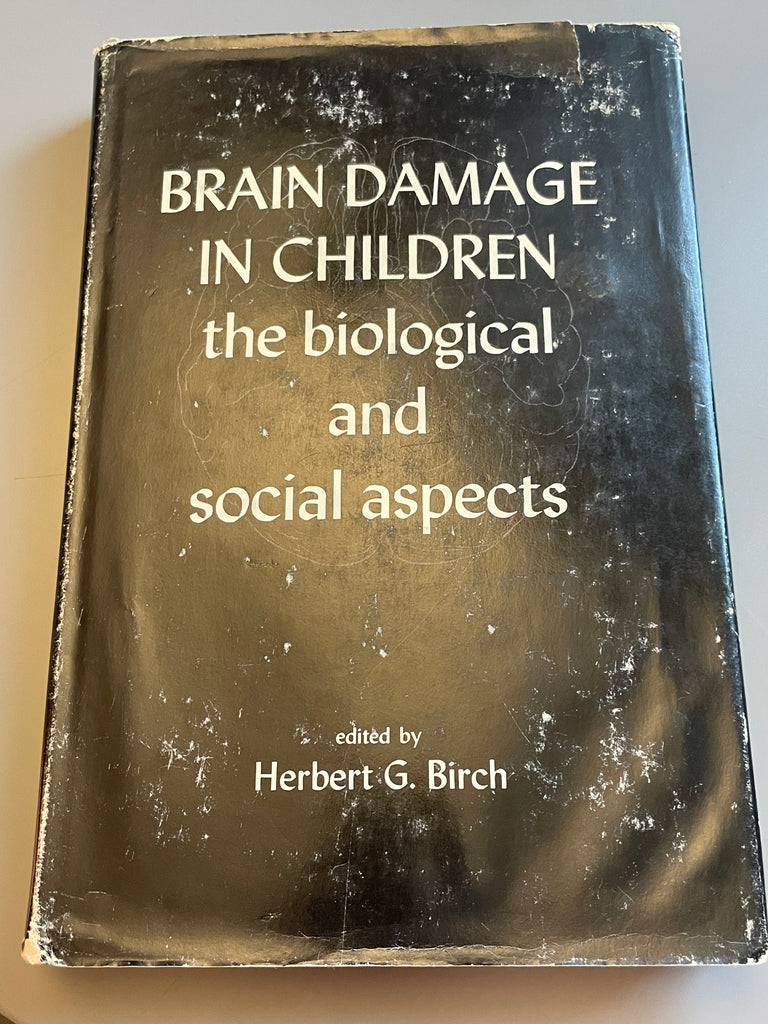 BRAIN DAMAGE
IN CHILDREN
the biological
and
social aspects
edited by
Herbert G. Birch